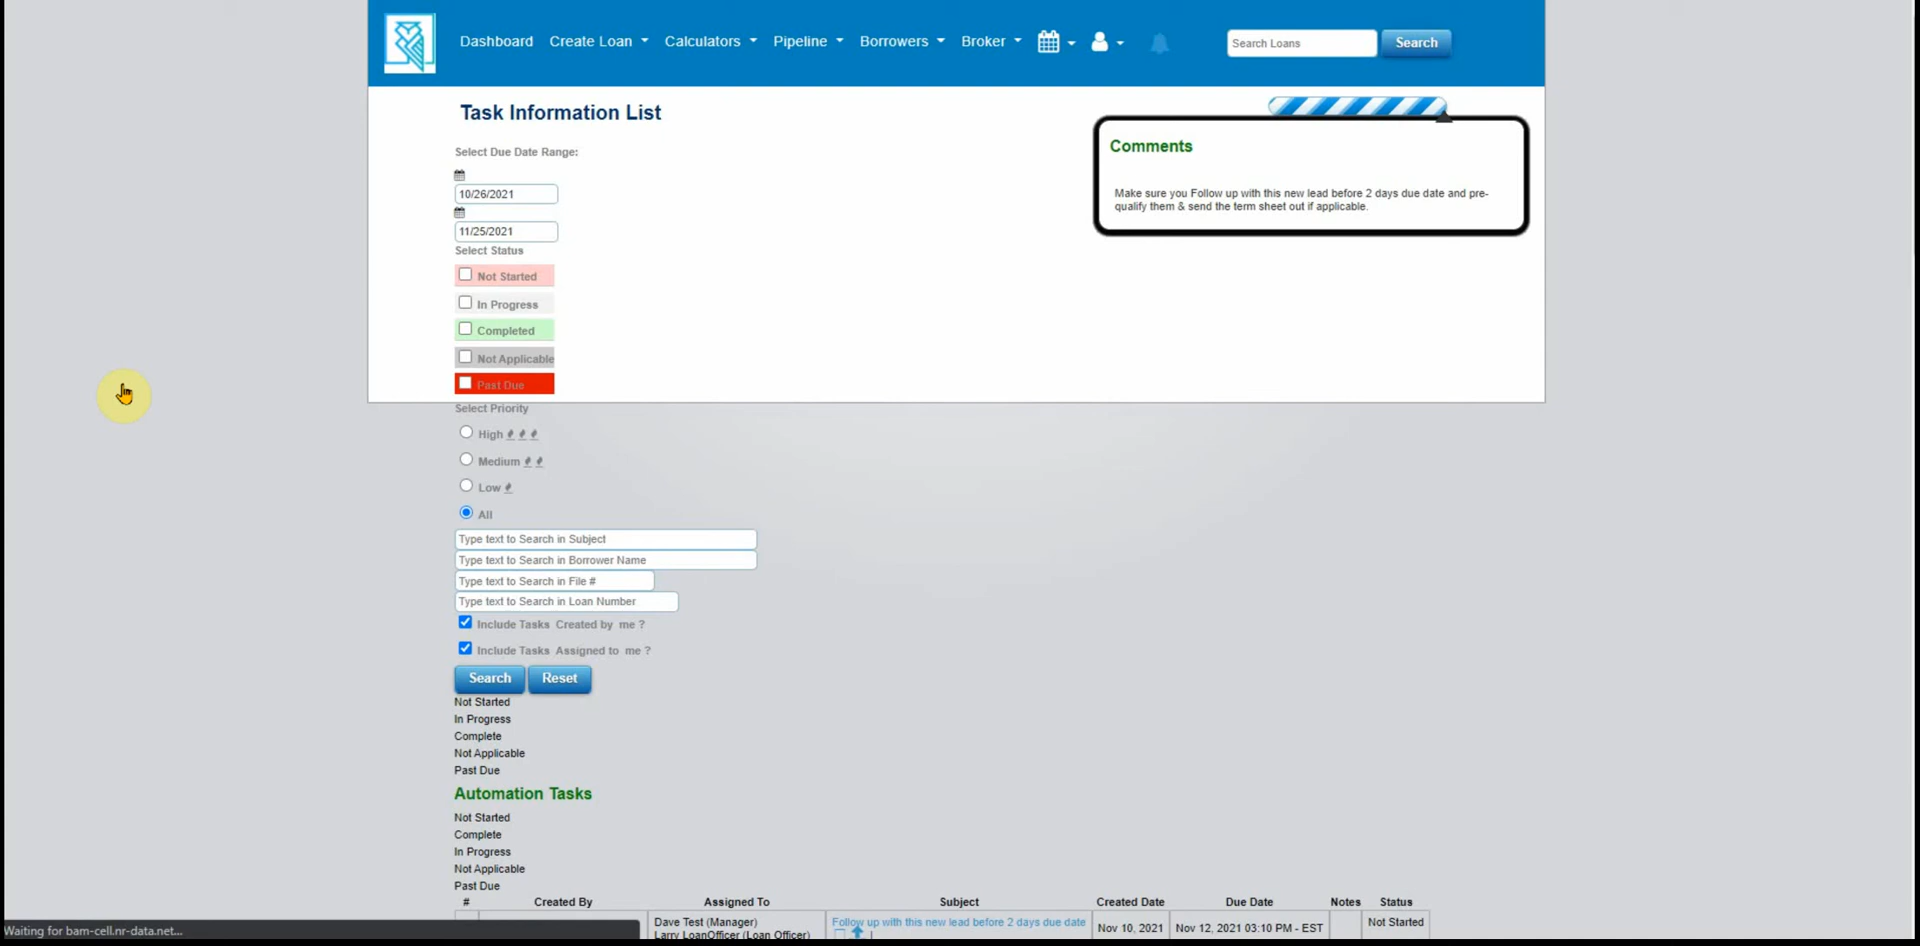 Dashboard Create Loan Calculators Pipeline Borrowers Broker Search Loans Search
Task Information List
Select Due Date Range:
10/26/2021
11/25/2021
Select Status
Not Started
In Progress
Completed
Not Applicable
Past Due
Comments
Make sure you Follow up with this new lead before 2 days due date and pre-
qualify them & send the term sheet out if applicable.
Select Priority
High
Medium
Low
All
Type text to Search in Subject
Type text to Search in Borrower Name
Type text to Search in File #
Type text to Search in Loan Number
Include Tasks Created by me ?
Include Tasks Assigned to me ?
Search Reset
Not Started
In Progress
Complete
Not Applicable
Past Due
Automation Tasks
Not Started
Complete
In Progress
Not Applicable
Past Due
# Created By Assigned To Subject Created Date Due Date Notes Status
Dave Test (Manager) Follow up with this new lead before 2 days due date Nov 10, 2021 Nov 12, 2021 03:10 PM - EST Not Started
Larry LoanOfficer (Loan Officer)
Waiting for bam-cell.nr-data.net...